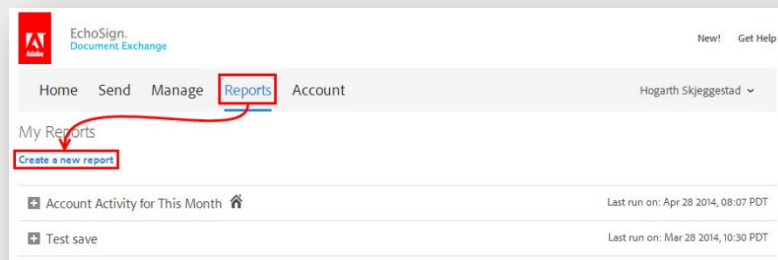 EchoSign.
Document Exchange
Adobe
New! Get Help
Home Send Manage Reports Account
Hogarth Skjeggestad
My Reports
Create a new report
Account Activity for This Month
Last run on: Apr 28 2014, 08:07 PDT
Test save
Last run on: Mar 28 2014, 10:30 PDT